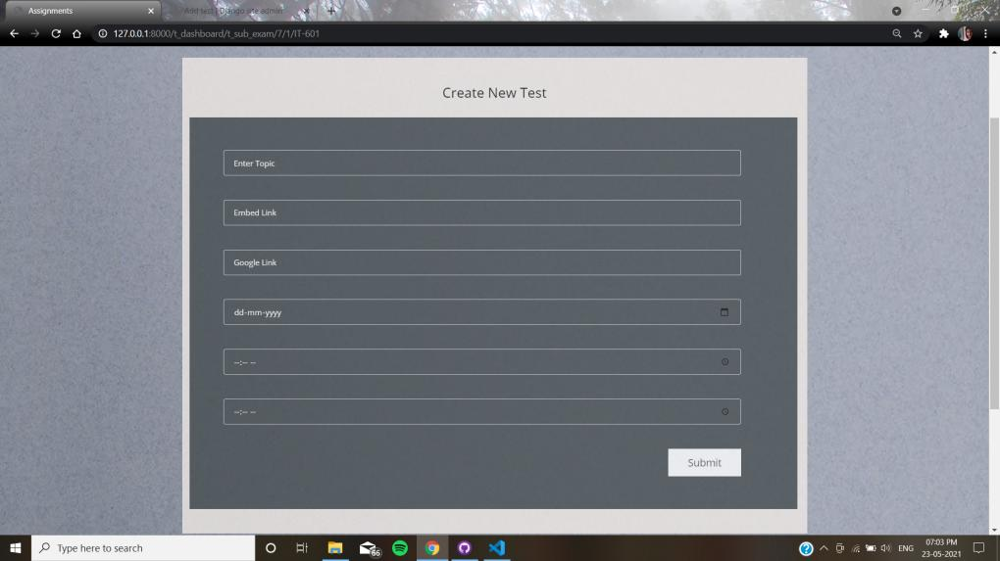 Assignments
Add test | Django site admin
127.0.0.1:8000/t_dashboard/t_sub_exam/7/1/IT-601
Create New Test
Enter Topic
Embed Link
Google Link
dd-mm-yyyy
--:-- --
--:-- --
Submit
Type here to search
66
ENG
07:03 PM
23-05-2021